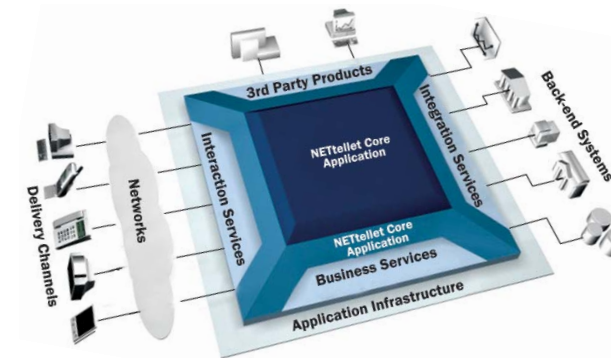 3rd Party Products
NETtellet Core
Application
Interaction Services
Integration Services
Back-end Systems
Networks
Delivery Channels
NETtellet Core
Application
Business Services
Application Infrastructure